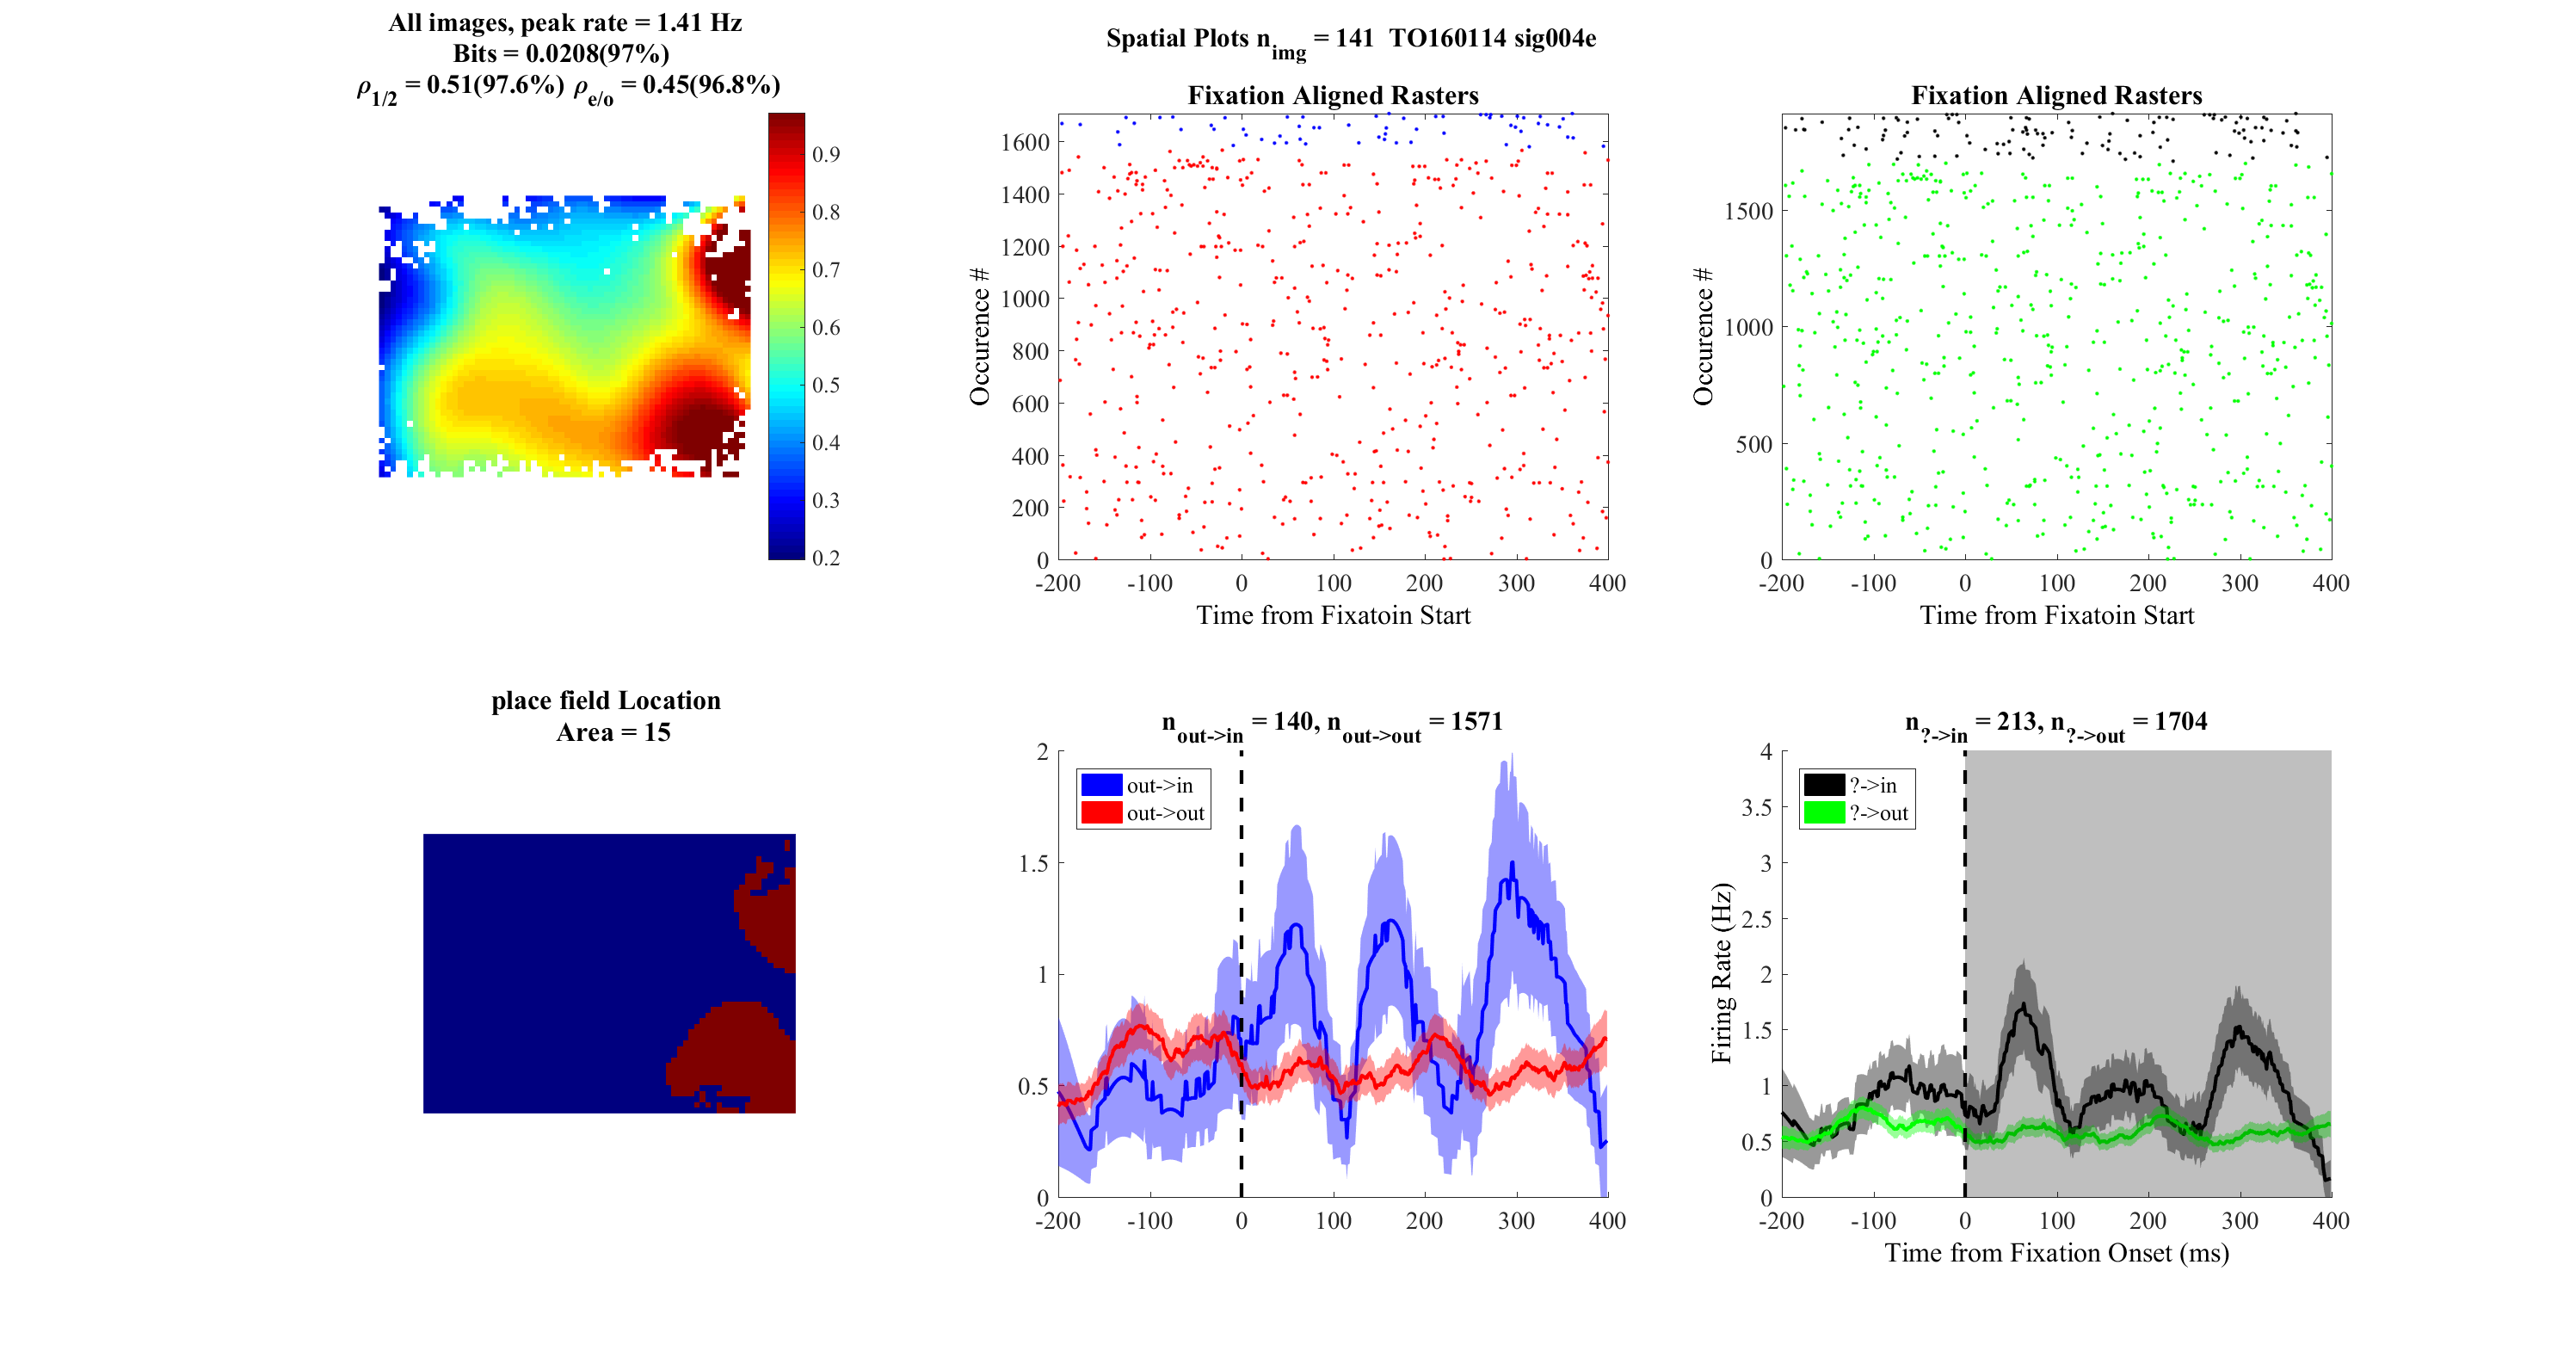 All images, peak rate = 1.41 Hz
Bits = 0.0208(97%)
ρ1/2 = 0.51(97.6%) ρe/o = 0.45(96.8%)
0.9
0.8
0.7
0.6
0.5
0.4
0.3
0.2
Spatial Plots nimg = 141 TO160114 sig004e
Fixation Aligned Rasters
Occurence #
1600
1400
1200
1000
800
600
400
200
0
-200 -100 0 100 200 300 400
Time from Fixatoin Start
Fixation Aligned Rasters
Occurence #
1500
1000
500
0
-200 -100 0 100 200 300 400
Time from Fixatoin Start
place field Location
Area = 15
nout->in = 140, nout->out = 1571
out->in
out->out
2
1.5
1
0.5
0
-200 -100 0 100 200 300 400
n?->in = 213, n?->out = 1704
?->in
?->out
Firing Rate (Hz)
4
3.5
3
2.5
2
1.5
1
0.5
0
-200 -100 0 100 200 300 400
Time from Fixation Onset (ms)